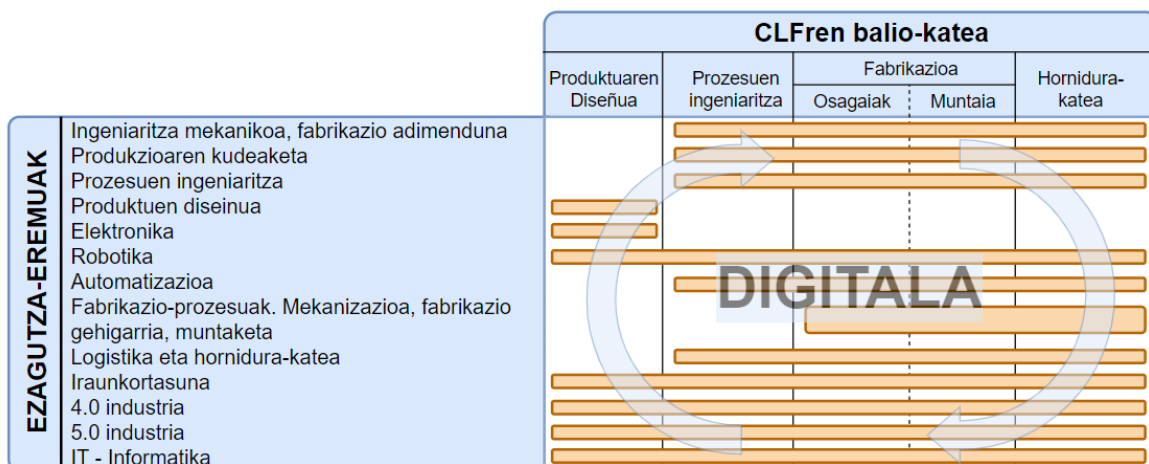 CLFren balio-katea
Produktuaren
Diseñua
Prozesuen
ingeniaritza
Fabrikazioa
Osagaiak
Muntaia
Hornidura-
katea
EZAGUTZA-EREMUAK
Ingeniaritza mekanikoa, fabrikazio adimenduna
Produkzioaren kudeaketa
Prozesuen ingeniaritza
Produktuen diseinua
Elektronika
Robotika
Automatizazioa
Fabrikazio-prozesuak. Mekanizazioa, fabrikazio
gehigarria, muntaketa
Logistika eta hornidura-katea
Iraunkortasuna
4.0 industria
5.0 industria
IT - Informatika
DIGITALA